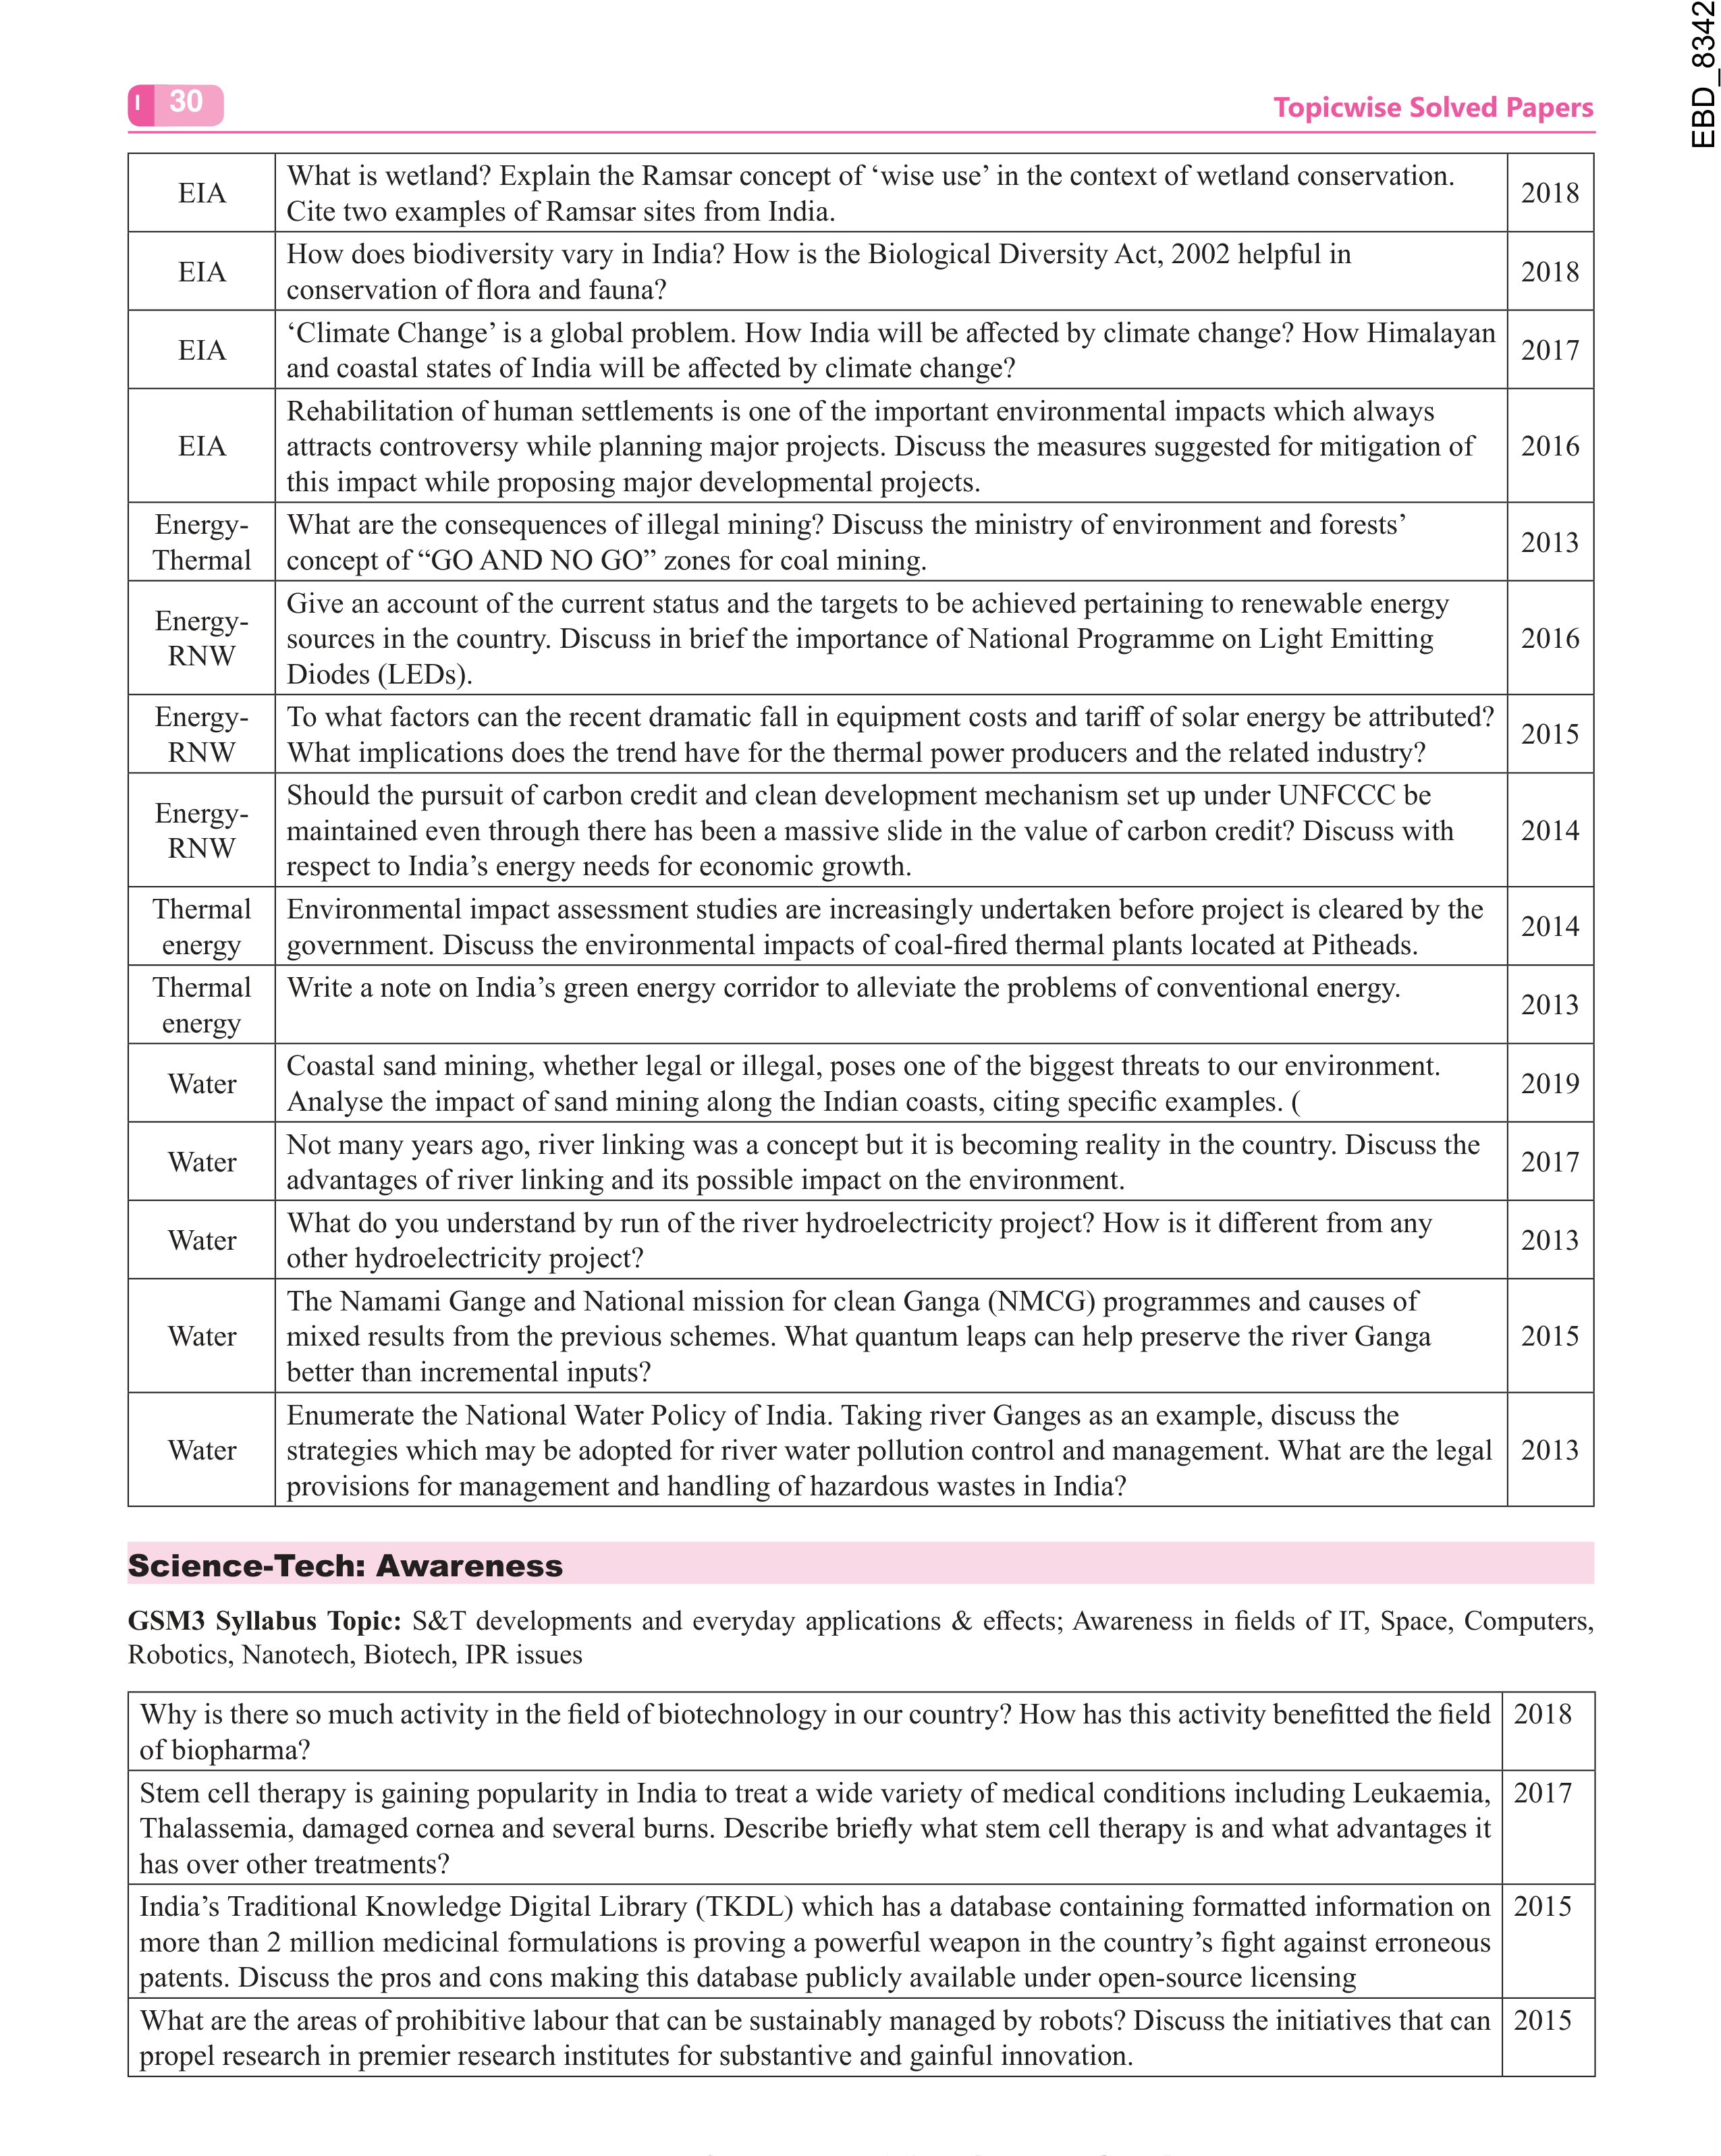 EBD_8342
I 30
Topicwise Solved Papers
EIA
What is wetland? Explain the Ramsar concept of ‘wise use’ in the context of wetland conservation.
Cite two examples of Ramsar sites from India.
2018
EIA
How does biodiversity vary in India? How is the Biological Diversity Act, 2002 helpful in
conservation of flora and fauna?
2018
EIA
‘Climate Change’ is a global problem. How India will be affected by climate change? How Himalayan
and coastal states of India will be affected by climate change?
2017
EIA
Rehabilitation of human settlements is one of the important environmental impacts which always
attracts controversy while planning major projects. Discuss the measures suggested for mitigation of
this impact while proposing major developmental projects.
2016
Energy-
Thermal
What are the consequences of illegal mining? Discuss the ministry of environment and forests’
concept of “GO AND NO GO” zones for coal mining.
2013
Energy-
RNW
Give an account of the current status and the targets to be achieved pertaining to renewable energy
sources in the country. Discuss in brief the importance of National Programme on Light Emitting
Diodes (LEDs).
2016
Energy-
RNW
To what factors can the recent dramatic fall in equipment costs and tariff of solar energy be attributed?
What implications does the trend have for the thermal power producers and the related industry?
2015
Energy-
RNW
Should the pursuit of carbon credit and clean development mechanism set up under UNFCCC be
maintained even through there has been a massive slide in the value of carbon credit? Discuss with
respect to India’s energy needs for economic growth.
2014
Thermal
energy
Environmental impact assessment studies are increasingly undertaken before project is cleared by the
government. Discuss the environmental impacts of coal-fired thermal plants located at Pitheads.
2014
Thermal
energy
Write a note on India’s green energy corridor to alleviate the problems of conventional energy.
2013
Water
Coastal sand mining, whether legal or illegal, poses one of the biggest threats to our environment.
Analyse the impact of sand mining along the Indian coasts, citing specific examples. (
2019
Water
Not many years ago, river linking was a concept but it is becoming reality in the country. Discuss the
advantages of river linking and its possible impact on the environment.
2017
Water
What do you understand by run of the river hydroelectricity project? How is it different from any
other hydroelectricity project?
2013
Water
The Namami Gange and National mission for clean Ganga (NMCG) programmes and causes of
mixed results from the previous schemes. What quantum leaps can help preserve the river Ganga
better than incremental inputs?
2015
Water
Enumerate the National Water Policy of India. Taking river Ganges as an example, discuss the
strategies which may be adopted for river water pollution control and management. What are the legal
provisions for management and handling of hazardous wastes in India?
2013
Science-Tech: Awareness
GSM3 Syllabus Topic: S&T developments and everyday applications & effects; Awareness in fields of IT, Space, Computers,
Robotics, Nanotech, Biotech, IPR issues
Why is there so much activity in the field of biotechnology in our country? How has this activity benefitted the field
of biopharma?
2018
Stem cell therapy is gaining popularity in India to treat a wide variety of medical conditions including Leukaemia,
Thalassemia, damaged cornea and several burns. Describe briefly what stem cell therapy is and what advantages it
has over other treatments?
2017
India’s Traditional Knowledge Digital Library (TKDL) which has a database containing formatted information on
more than 2 million medicinal formulations is proving a powerful weapon in the country’s fight against erroneous
patents. Discuss the pros and cons making this database publicly available under open-source licensing
2015
What are the areas of prohibitive labour that can be sustainably managed by robots? Discuss the initiatives that can
propel research in premier research institutes for substantive and gainful innovation.
2015